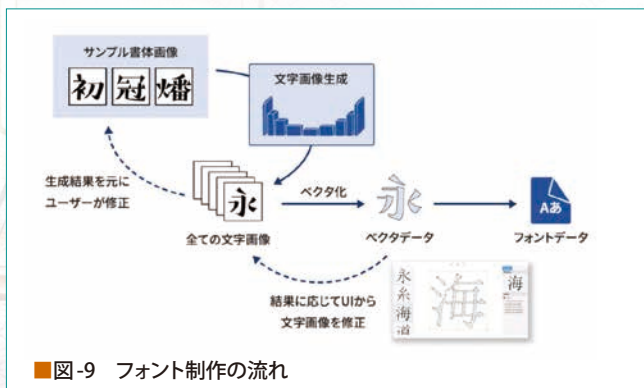 サンプル書体画像
初 冠 燔
文字画像生成
生成結果を元に
ユーザーが修正
永
全ての文字画像
ベクタ化
永
ベクタデータ
Aあ
フォントデータ
結果に応じてUIから
文字画像を修正
永
糸
海
道
海
海
■図-9 フォント制作の流れ